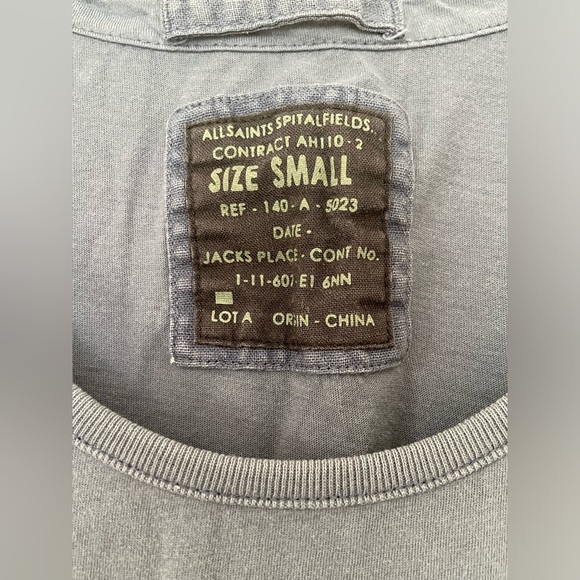 ALLSAINTS SPITALFIELDS.
CONTRACT AH110-2
SIZE SMALL
REF - 140 - A - 5023
DATE -
JACKS PLACE - CONT No.
1-11-607 E1 6NN
LOT A ORIGIN - CHINA